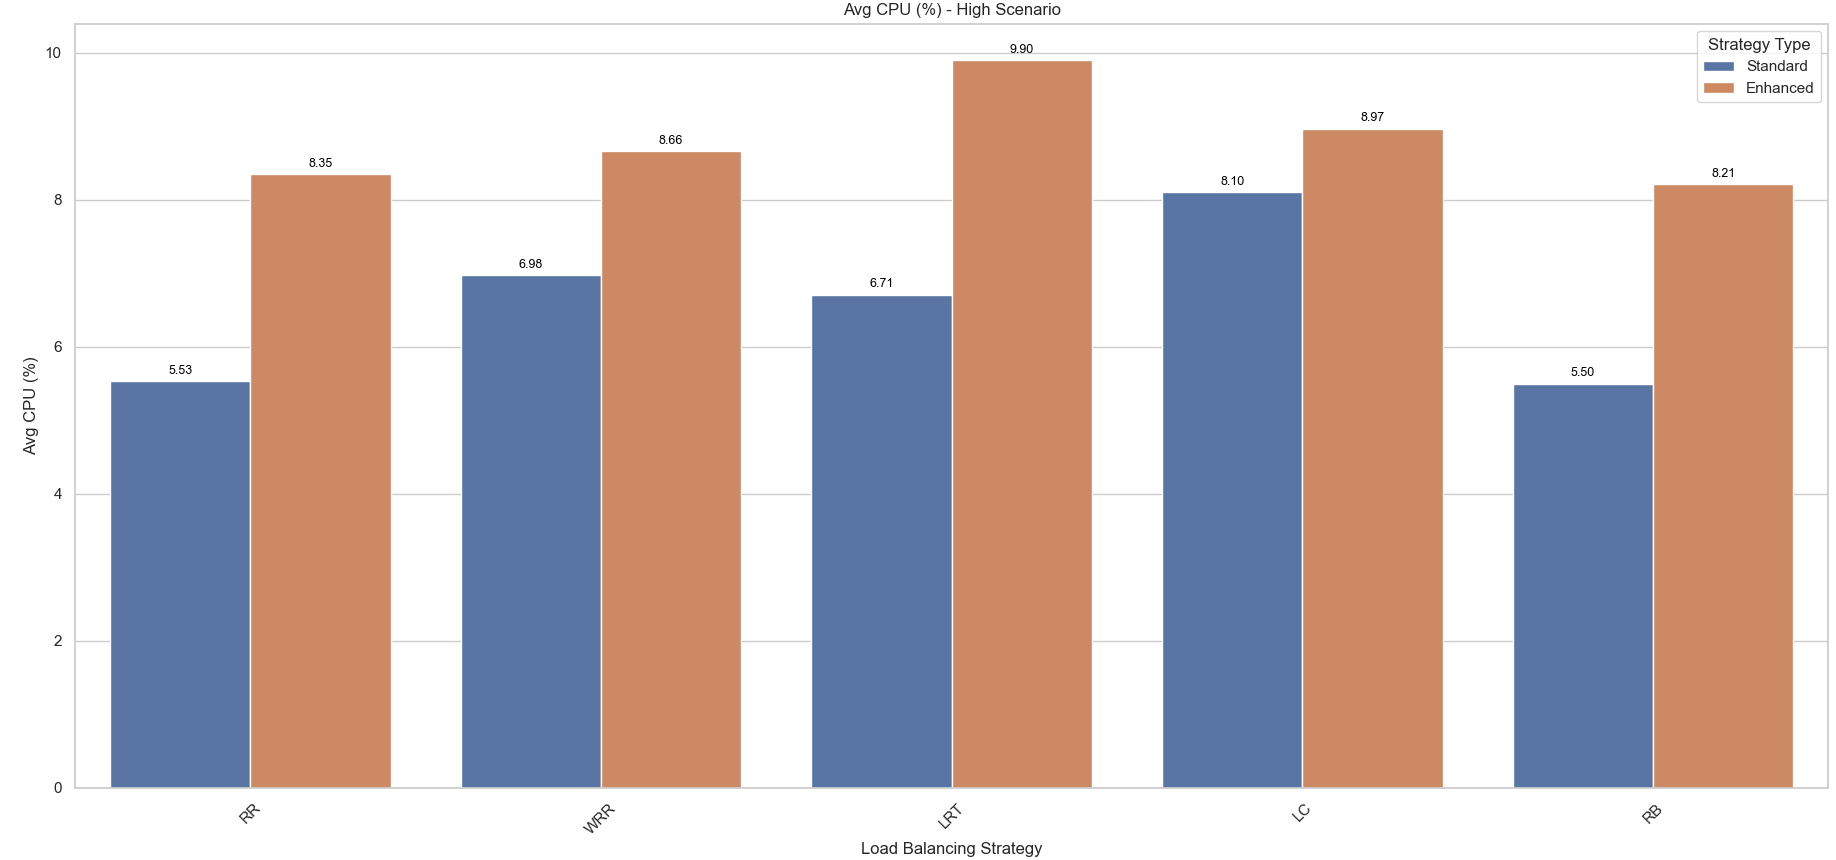 Avg CPU (%) - High Scenario
Strategy Type
Standard
Enhanced
Avg CPU (%)
10
8
6
4
2
0
5.53
8.35
6.98
8.66
6.71
9.90
8.10
8.97
5.50
8.21
RR
WRR
LRT
LC
RB
Load Balancing Strategy